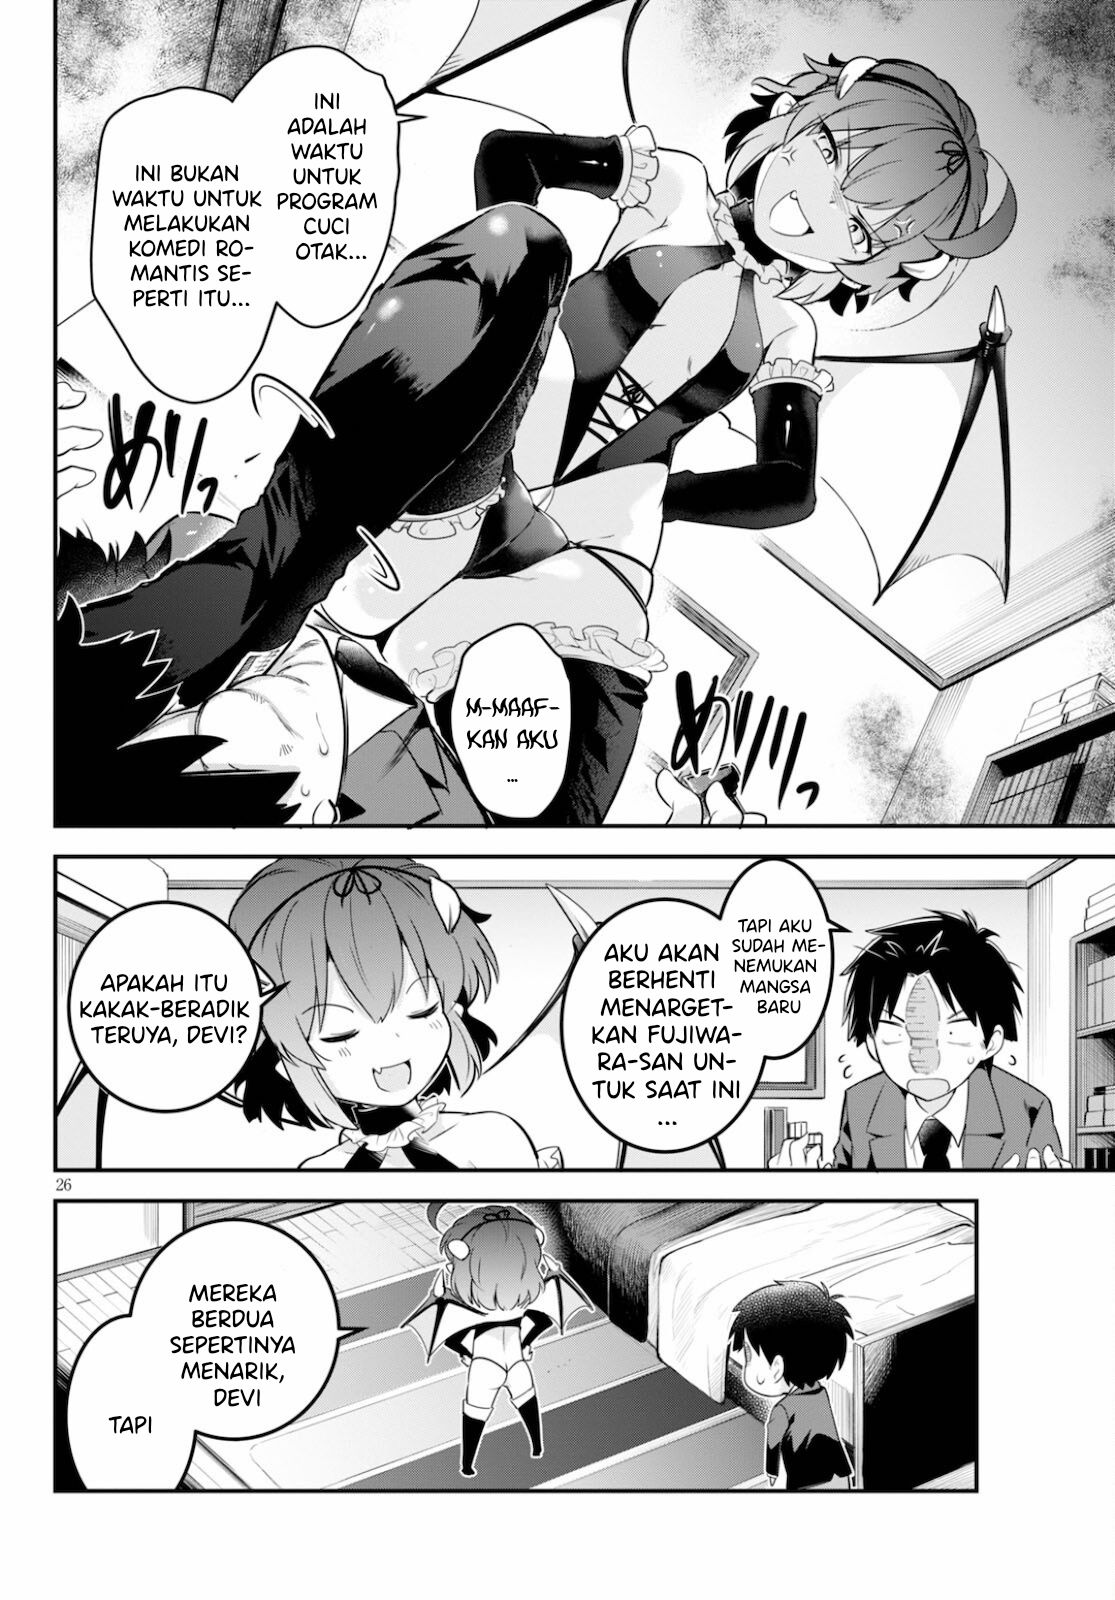 INI
ADALAH
WAKTU
UNTUK
PROGRAM
CUCI
OTAK...
INI BUKAN
WAKTU UNTUK
MELAKUKAN
KOMEDI RO-
MANTIS SE-
PERTI ITU...
めりっ
めりっ
M-MAAF-
KAN AKU
...
TAPI AKU
SUDAH ME-
NEMUKAN
MANGSA
BARU
AKU AKAN
BERHENTI
MENARGET-
KAN FUJIWA-
RA-SAN UN-
TUK SAAT INI
...
APAKAH ITU
KAKAK-BERADIK
TERUYA, DEVI?
26
MEREKA
BERDUA
SEPERTINYA
MENARIK,
DEVI
TAPI